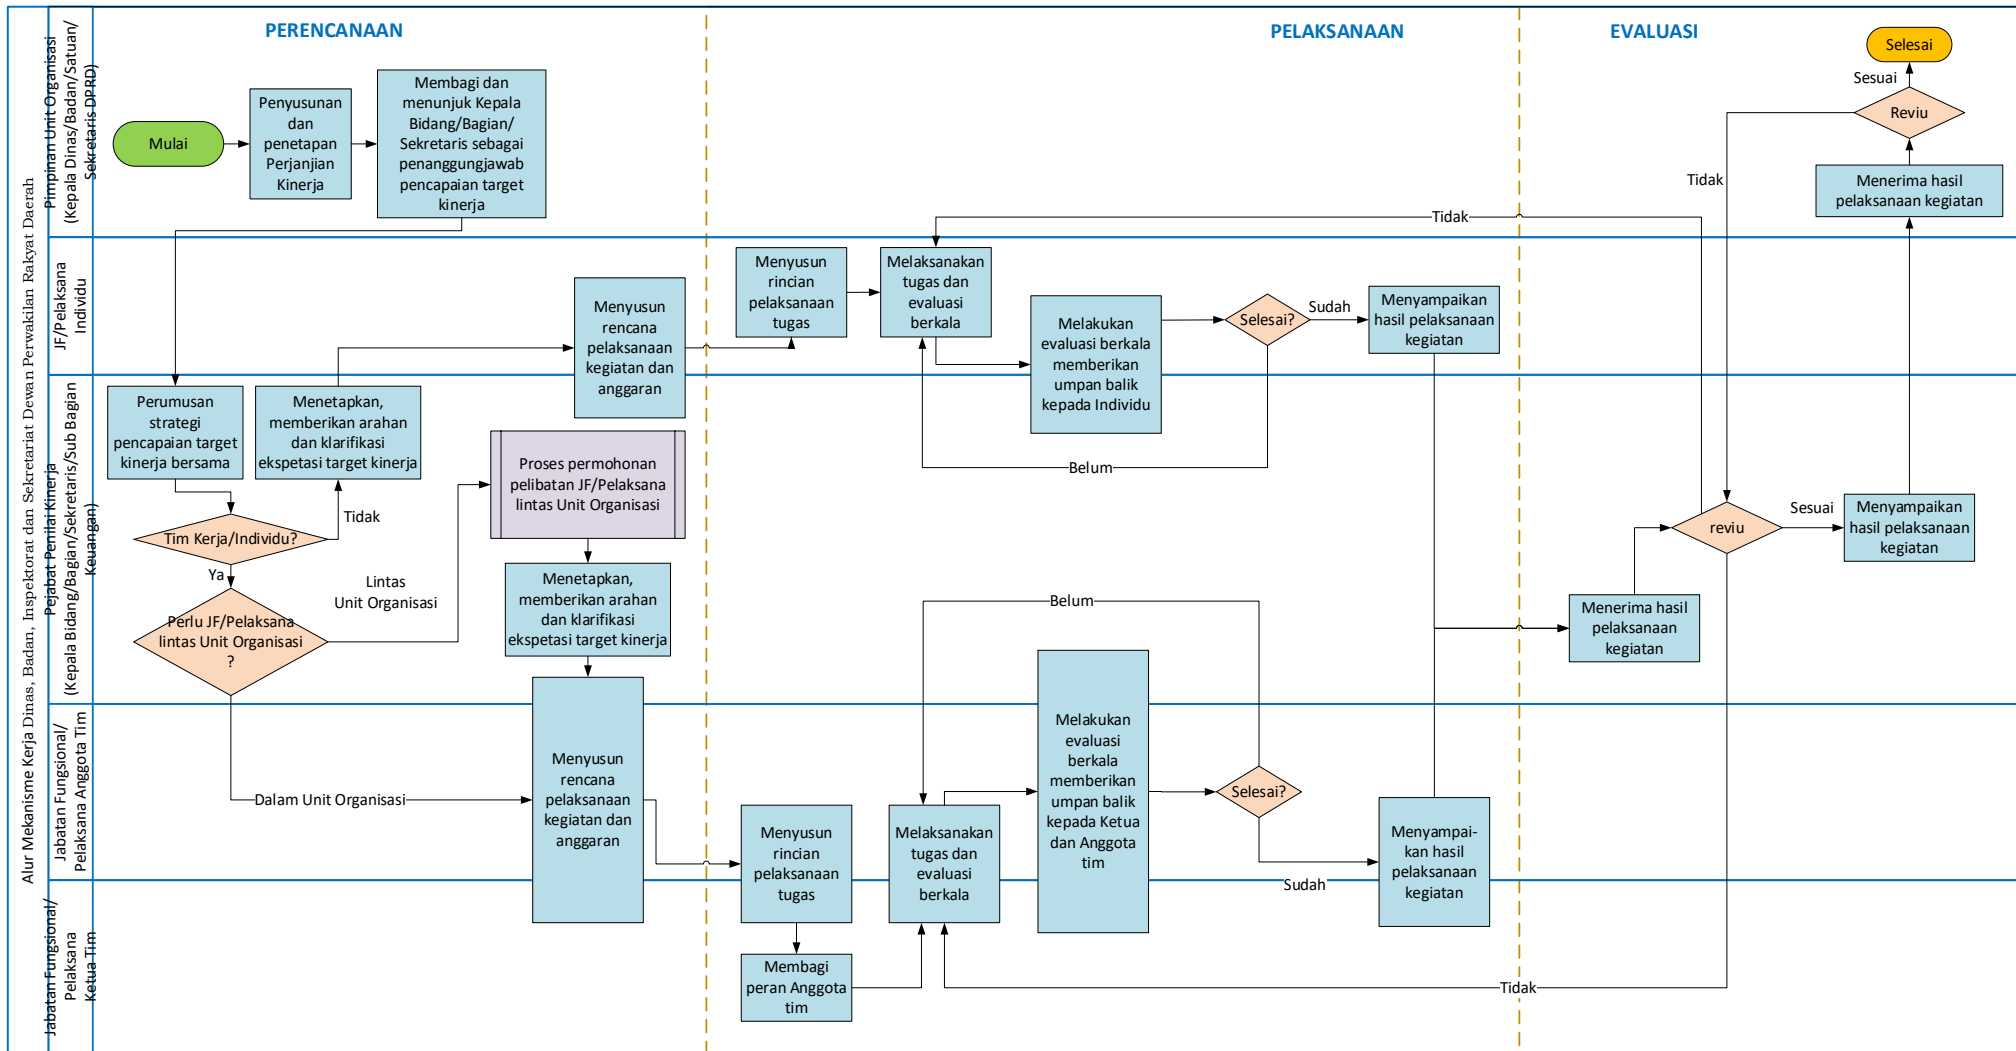 PERENCANAAN
PELAKSANAAN
EVALUASI
Alur Mekanisme Kerja Dinas, Badan, Inspektorat dan Sekretariat Dewan Perwakilan Rakyat Daerah
Pimpinan Unit Organisasi
(Kepala Dinas/Badan/Satuan/
Sekretaris DPRD)
Mulai
Penyusunan
dan
penetapan
Perjanjian
Kinerja
Membagi dan
menunjuk Kepala
Bidang/Bagian/
Sekretaris sebagai
penanggungjawab
pencapaian target
kinerja
Selesai
Sesuai
Reviu
Tidak
Menerima hasil
pelaksanaan kegiatan
Tidak
JF/Pelaksana
Individu
Menyusun
rencana
pelaksanaan
kegiatan dan
anggaran
Menyusun
rincian
pelaksanaan
tugas
Melaksanakan
tugas dan
evaluasi
berkala
Melakukan
evaluasi berkala
memberikan
umpan balik
kepada Individu
Selesai?
Sudah
Menyampaikan
hasil pelaksanaan
kegiatan
Belum
Pejabat Penilai Kinerja
(Kepala Bidang/Bagian/Sekretaris/Sub Bagian
Keuangan)
Perumusan
strategi
pencapaian target
kinerja bersama
Menetapkan,
memberikan arahan
dan klarifikasi
ekspetasi target kinerja
Tim Kerja/Individu?
Tidak
Ya
Perlu JF/Pelaksana
lintas Unit Organisasi
?
Lintas
Unit Organisasi
Proses permohonan
pelibatan JF/Pelaksana
lintas Unit Organisasi
Menetapkan,
memberikan arahan
dan klarifikasi
ekspetasi target kinerja
Belum
Menerima hasil
pelaksanaan
kegiatan
reviu
Sesuai
Menyampaikan
hasil pelaksanaan
kegiatan
Jabatan Fungsional/
Pelaksana Anggota Tim
Dalam Unit Organisasi
Menyusun
rencana
pelaksanaan
kegiatan dan
anggaran
Menyusun
rincian
pelaksanaan
tugas
Melaksanakan
tugas dan
evaluasi
berkala
Melakukan
evaluasi
berkala
memberikan
umpan balik
kepada Ketua
dan Anggota
tim
Selesai?
Sudah
Menyampai-
kan hasil
pelaksanaan
kegiatan
Jabatan Fungsional/
Pelaksana
Ketua Tim
Membagi
peran Anggota
tim
Tidak